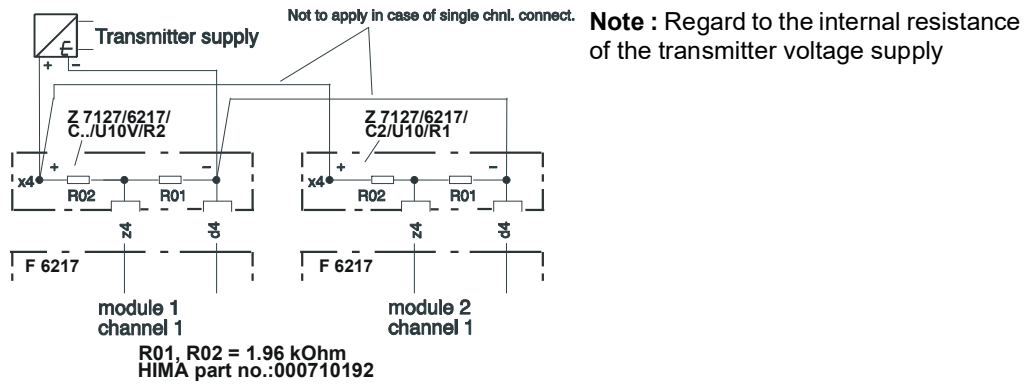 Not to apply in case of single chnl. connect.
Note : Regard to the internal resistance
of the transmitter voltage supply
Transmitter supply
E
+ −
Z 7127/6217/
C../U10V/R2
Z 7127/6217/
C2/U10/R1
x4 + −
R02 R01
x4 + −
R02 R01
z4 d4
z4 d4
F 6217
F 6217
module 1
channel 1
module 2
channel 1
R01, R02 = 1.96 kOhm
HIMA part no.:000710192